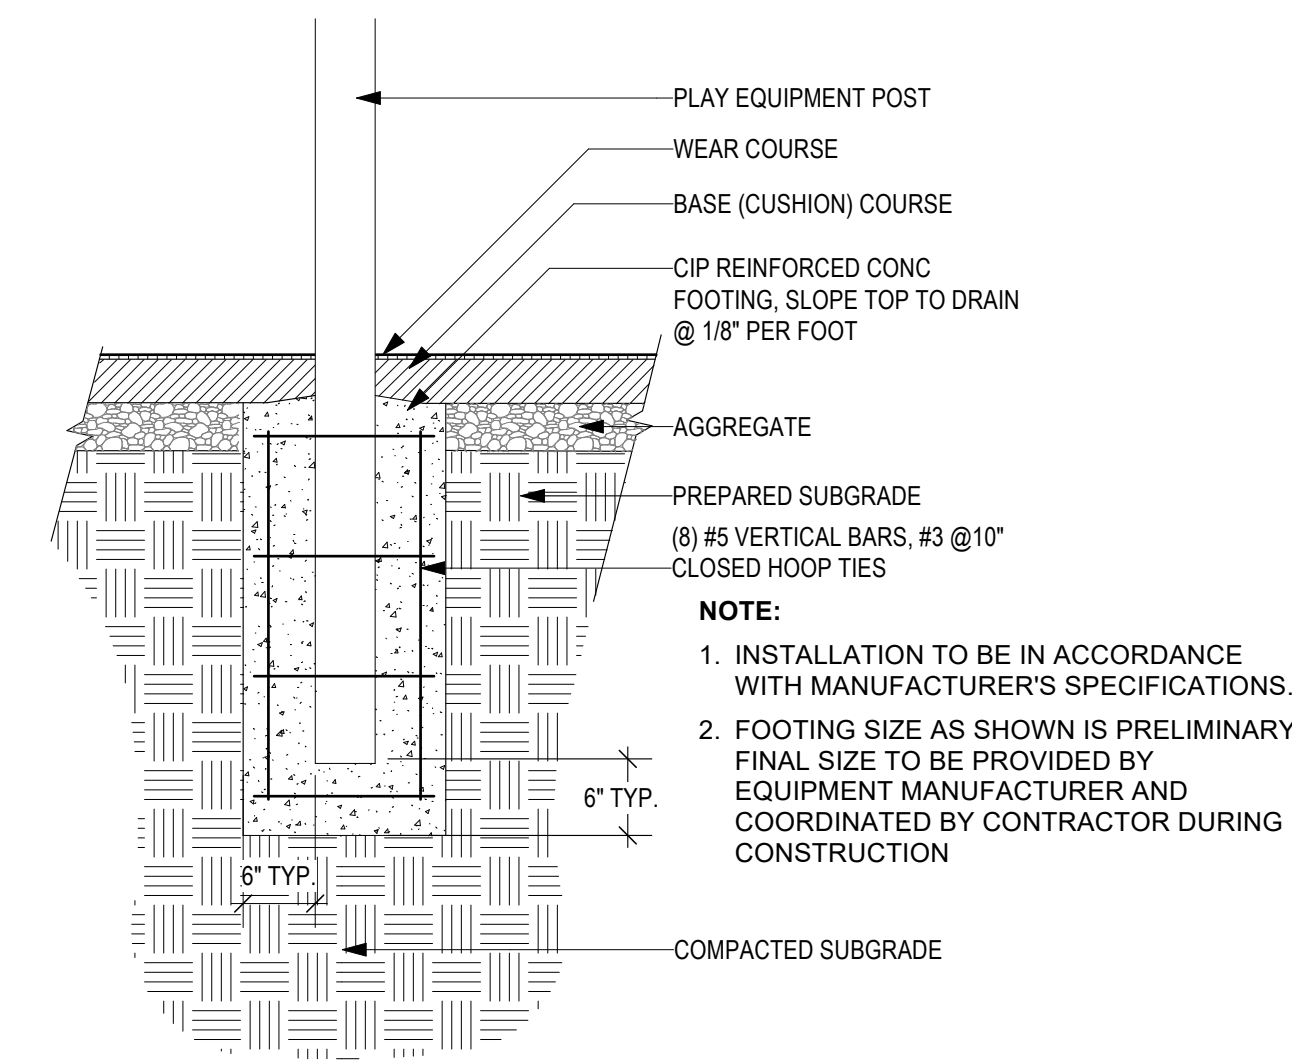 PLAY EQUIPMENT POST
WEAR COURSE
BASE (CUSHION) COURSE
CIP REINFORCED CONC
FOOTING, SLOPE TOP TO DRAIN
@ 1/8" PER FOOT
AGGREGATE
PREPARED SUBGRADE
(8) #5 VERTICAL BARS, #3 @10"
CLOSED HOOP TIES
NOTE:
1. INSTALLATION TO BE IN ACCORDANCE
WITH MANUFACTURER'S SPECIFICATIONS.
2. FOOTING SIZE AS SHOWN IS PRELIMINARY
FINAL SIZE TO BE PROVIDED BY
EQUIPMENT MANUFACTURER AND
COORDINATED BY CONTRACTOR DURING
CONSTRUCTION
6" TYP.
6" TYP.
COMPACTED SUBGRADE